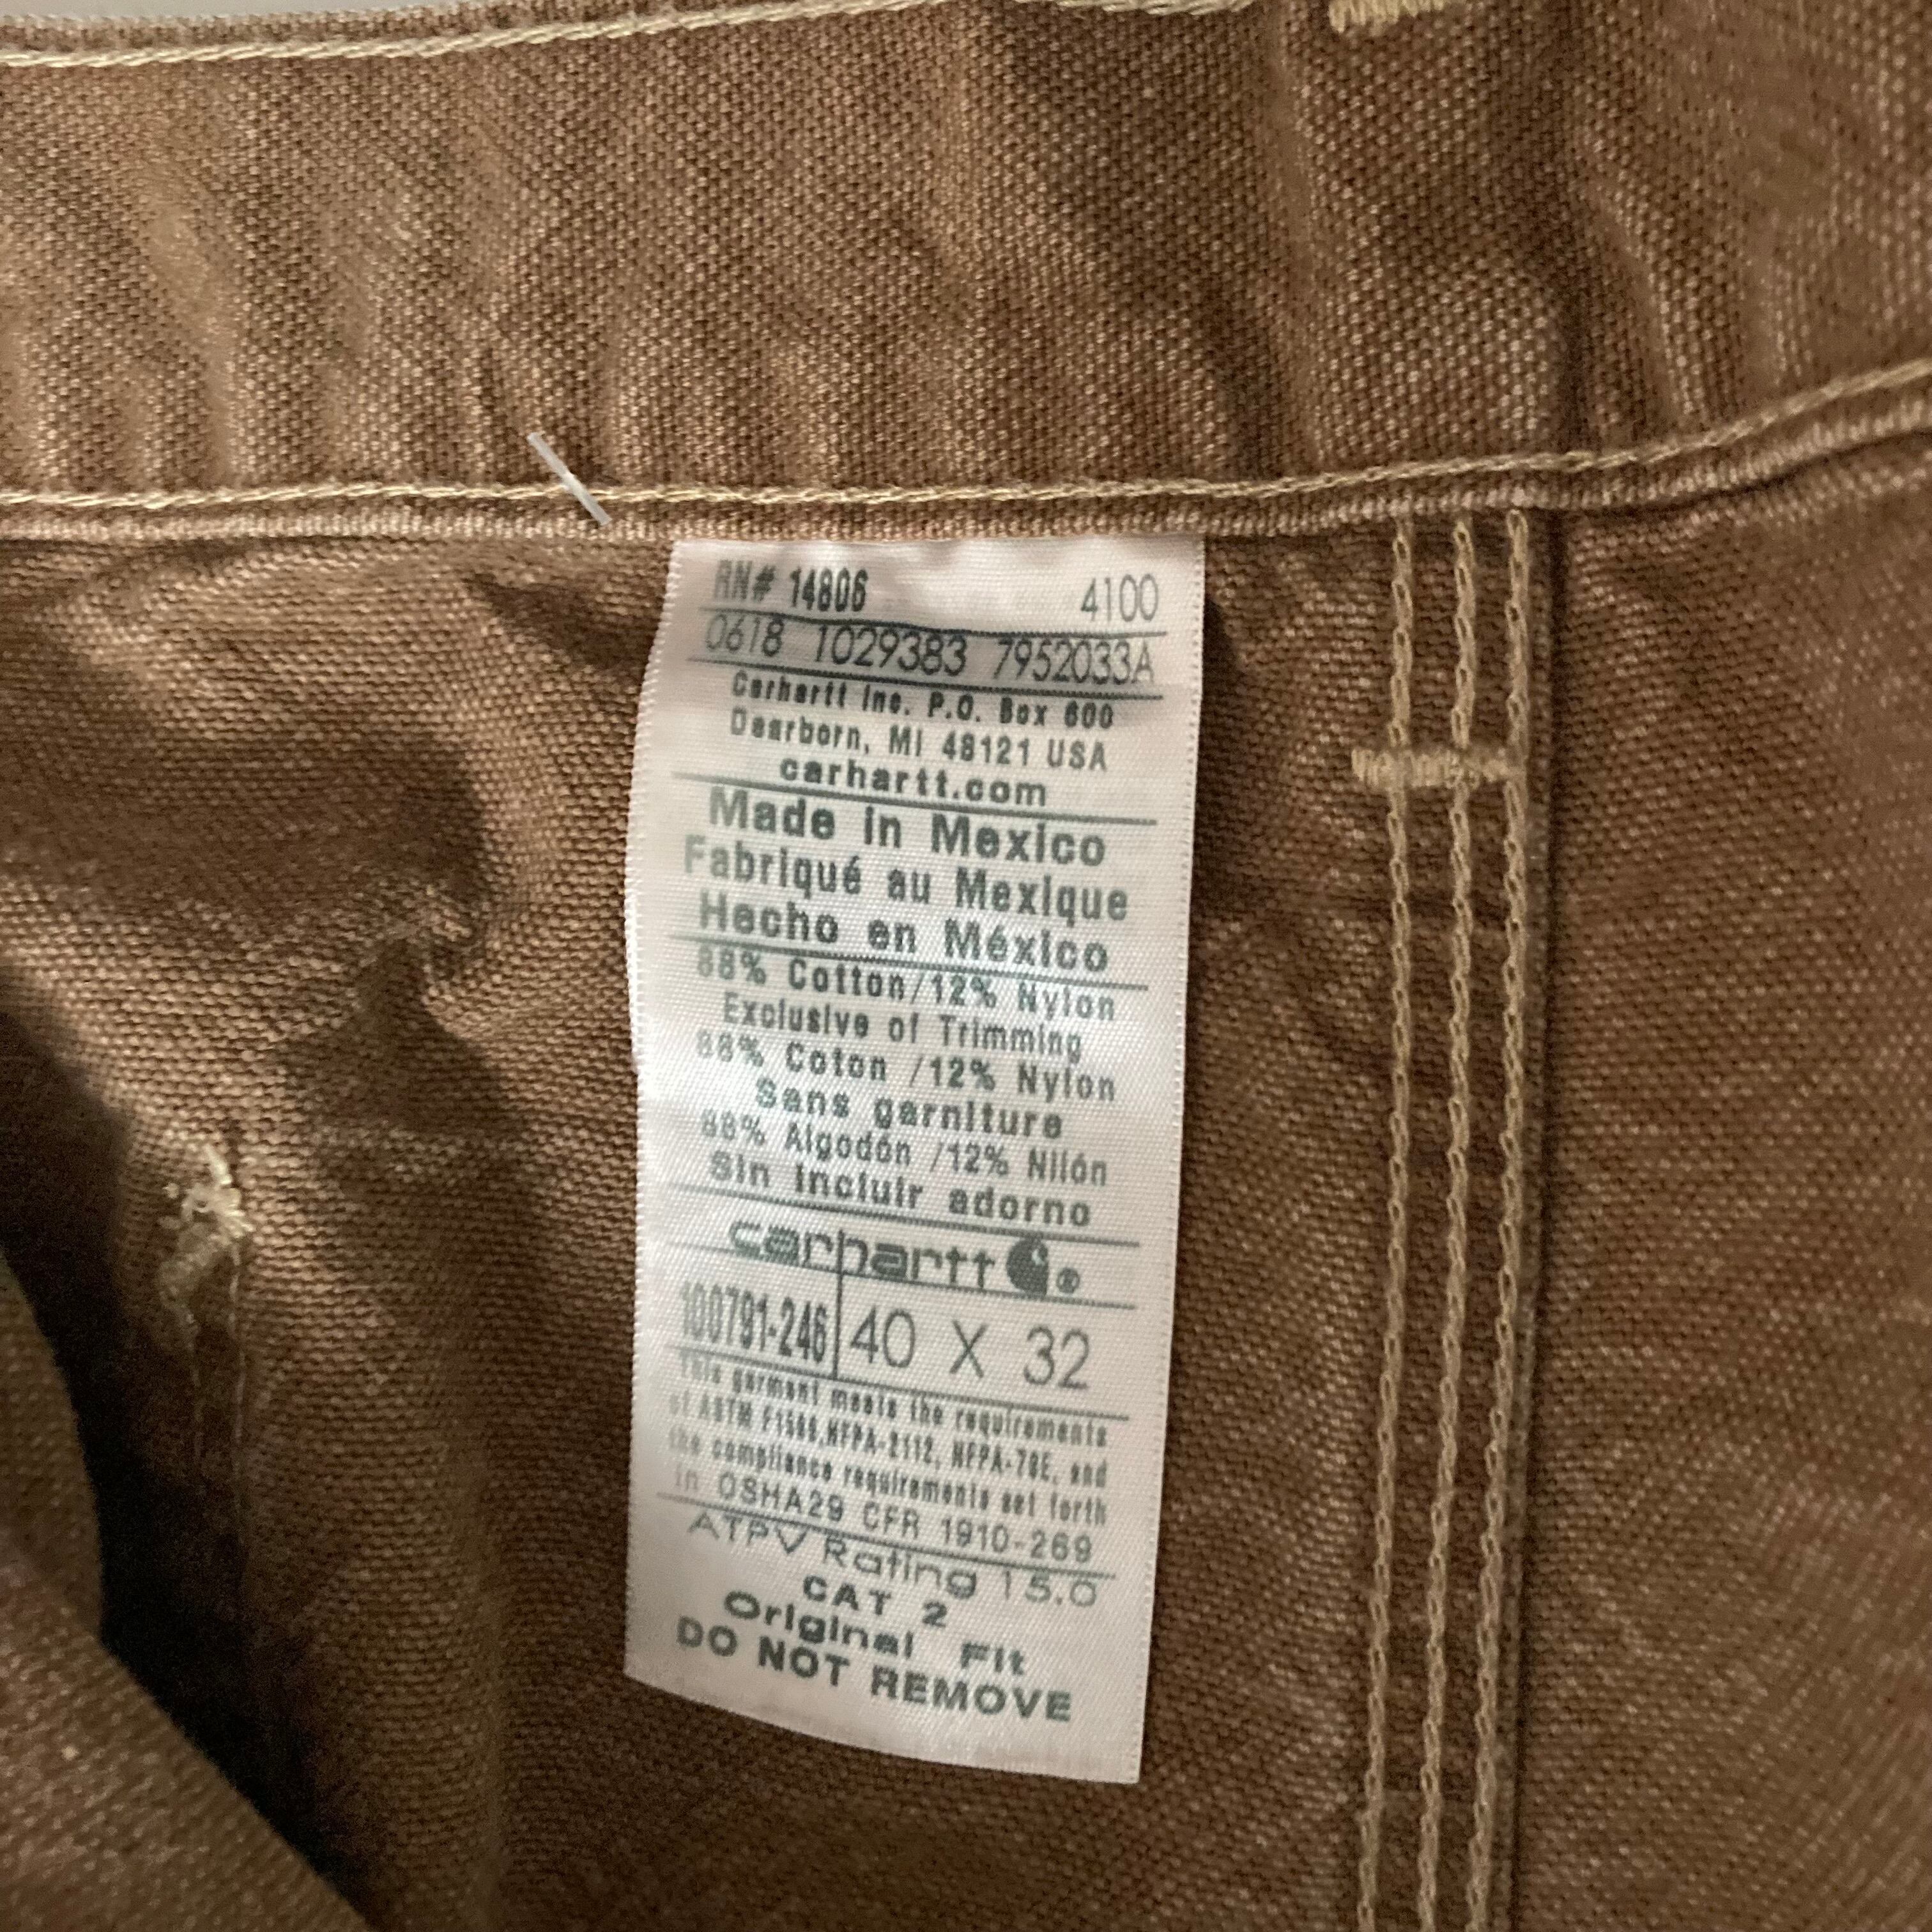 RN# 14806 4100
0618 1029383 7952033A
Carhartt Inc. P.O. Box 600
Dearborn, MI 48121 USA
carhartt.com
Made in Mexico
Fabriqué au Mexique
Hecho en México
88% Cotton/12% Nylon
Exclusive of Trimming
88% Coton /12% Nylon
Sans garniture
88% Algodón /12% Nilón
Sin incluir adorno
carhartt ®
100791-246 40 X 32
This garment meets the requirements
of ASTM F1506,NFPA-2112, NFPA-70E, and
the compliance requirements set forth
in OSHA29 CFR 1910-269
ATPV Rating 15.0
CAT 2
Original Fit
DO NOT REMOVE